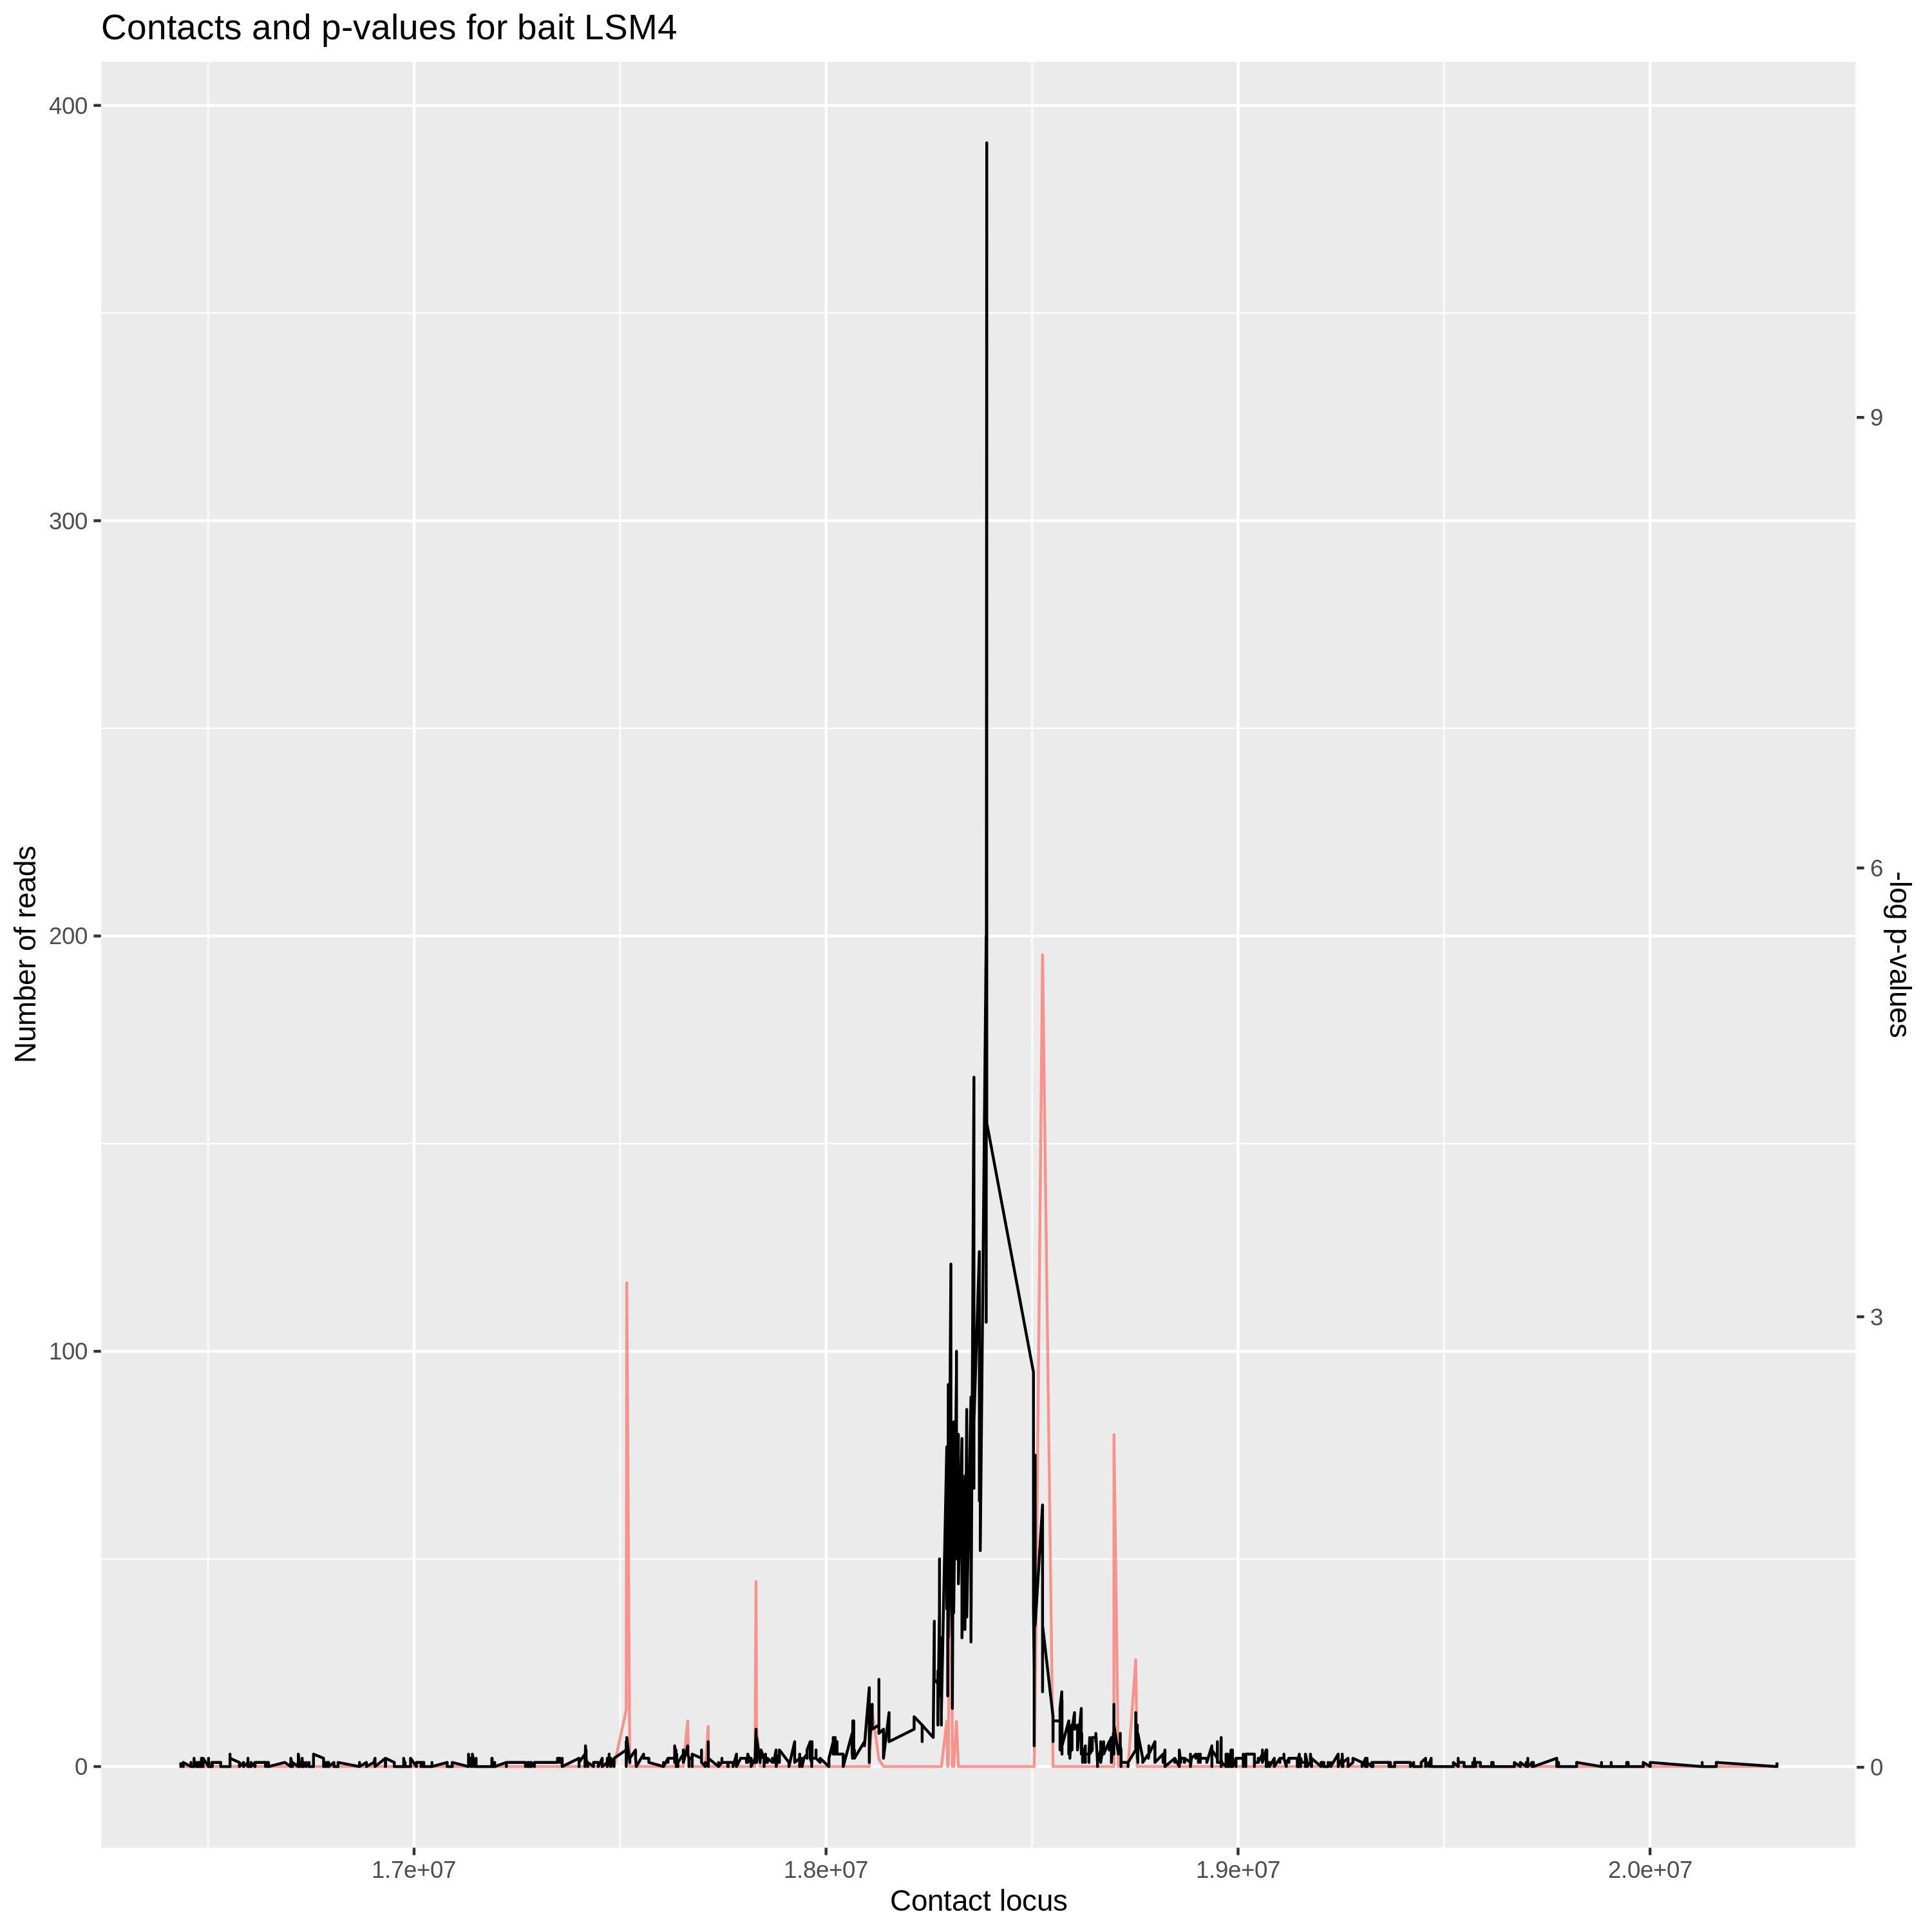 Contacts and p-values for bait LSM4
400
300
200
100
0
Number of reads
9
6
3
0
-log p-values
1.7e+07
1.8e+07
1.9e+07
2.0e+07
Contact locus